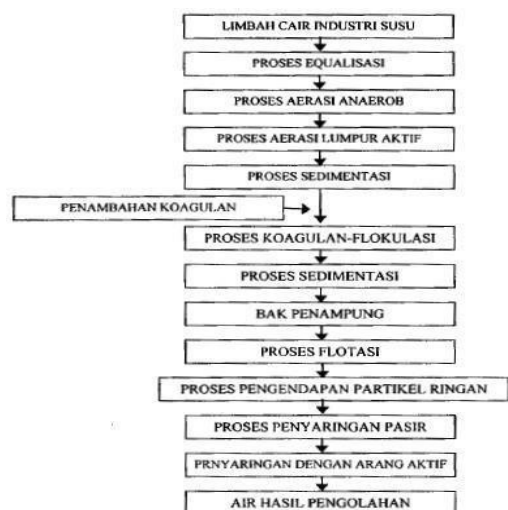 LIMBAH CAIR INDUSTRI SUSU
PROSES EQUALISASI
PROSES AERASI ANAEROB
PROSES AERASI LUMPUR AKTIF
PROSES SEDIMENTASI
PENAMBAHAN KOAGULAN
PROSES KOAGULAN-FLOKULASI
PROSES SEDIMENTASI
BAK PENAMPUNG
PROSES FLOTASI
PROSES PENGENDAPAN PARTIKEL RINGAN
PROSES PENYARINGAN PASIR
PRNYARINGAN DENGAN ARANG AKTIF
AIR HASIL PENGOLAHAN